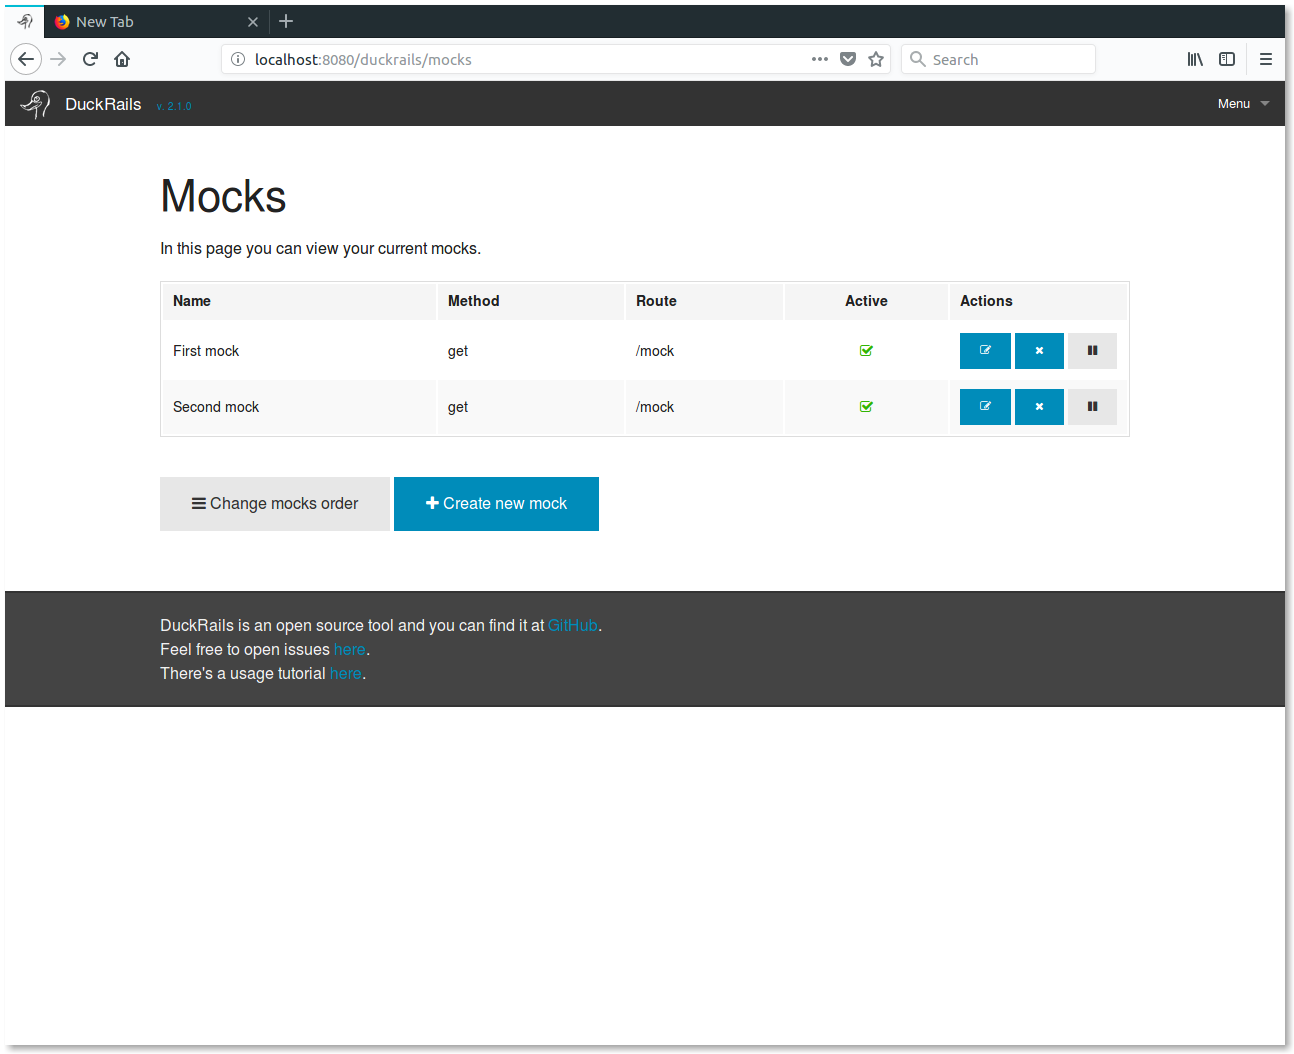 New Tab
localhost:8080/duckrails/mocks
Search
DuckRails v. 2.1.0
Menu
Mocks
In this page you can view your current mocks.
Name Method Route Active Actions
First mock get /mock
Second mock get /mock
Change mocks order
Create new mock
DuckRails is an open source tool and you can find it at GitHub.
Feel free to open issues here.
There's a usage tutorial here.